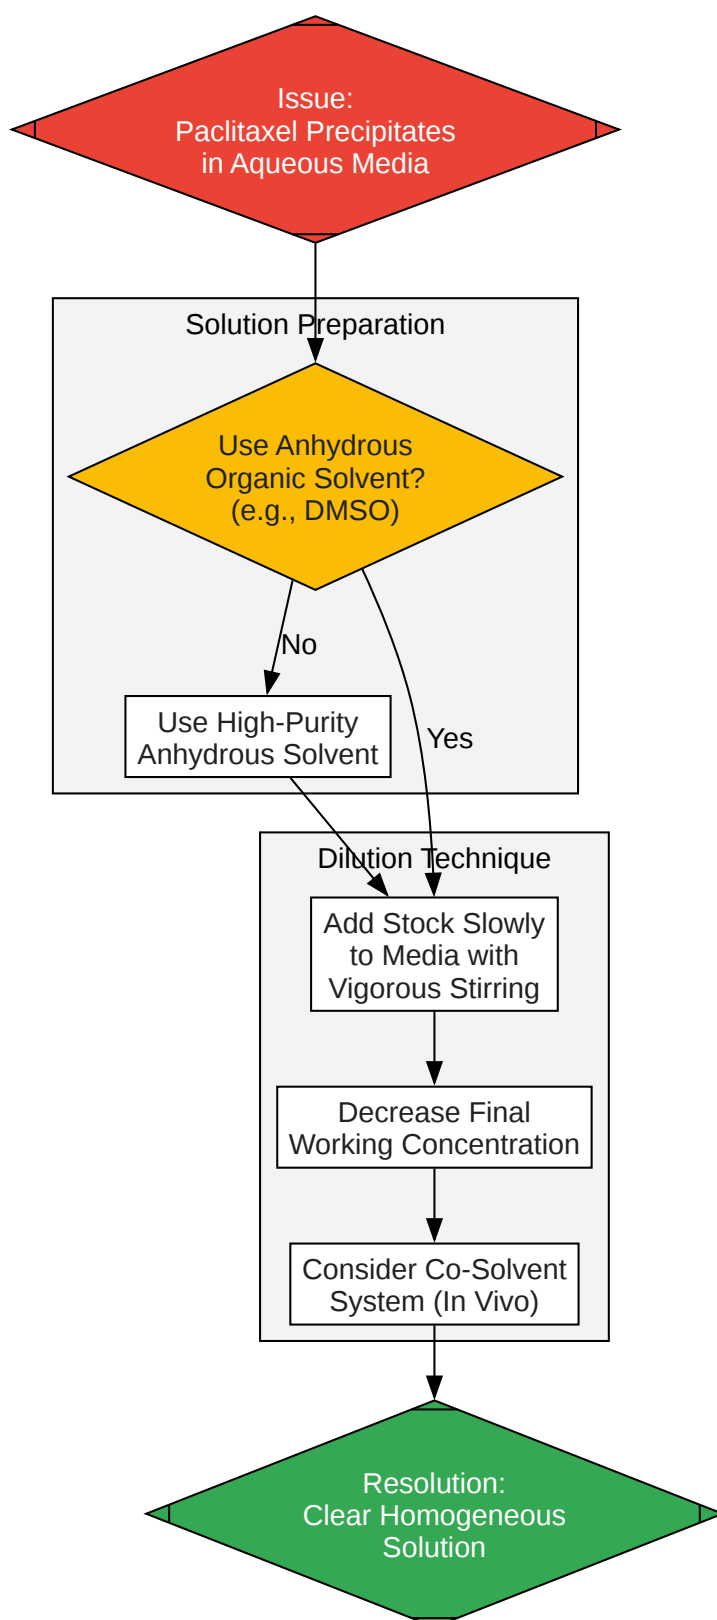 Issue:
Paclitaxel Precipitates
in Aqueous Media
Solution Preparation
Use Anhydrous
Organic Solvent?
(e.g., DMSO)
No
Use High-Purity
Anhydrous Solvent
Yes
Dilution Technique
Add Stock Slowly
to Media with
Vigorous Stirring
Decrease Final
Working Concentration
Consider Co-Solvent
System (In Vivo)
Resolution:
Clear Homogeneous
Solution